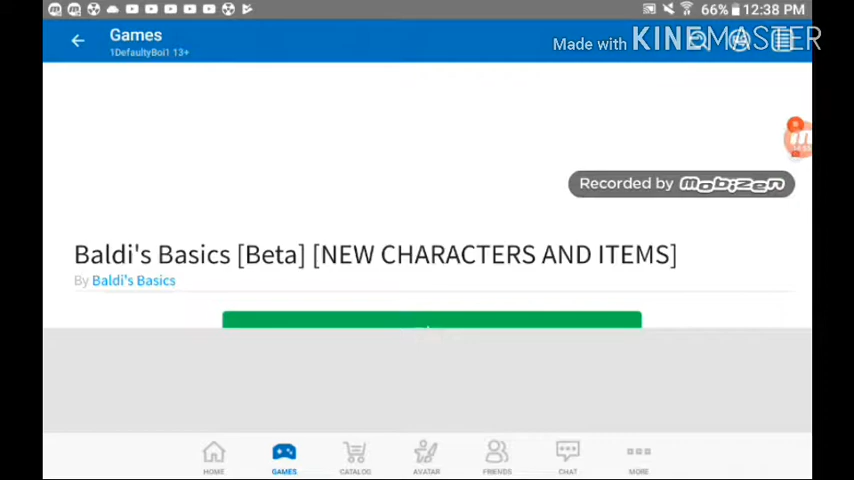 66% 12:38 PM
Games
1DefaultyBoi1 13+
Made with KINEMASTER
Recorded by mobizen
Baldi's Basics [Beta] [NEW CHARACTERS AND ITEMS]
By Baldi's Basics
HOME GAMES CATALOG AVATAR FRIENDS CHAT MORE